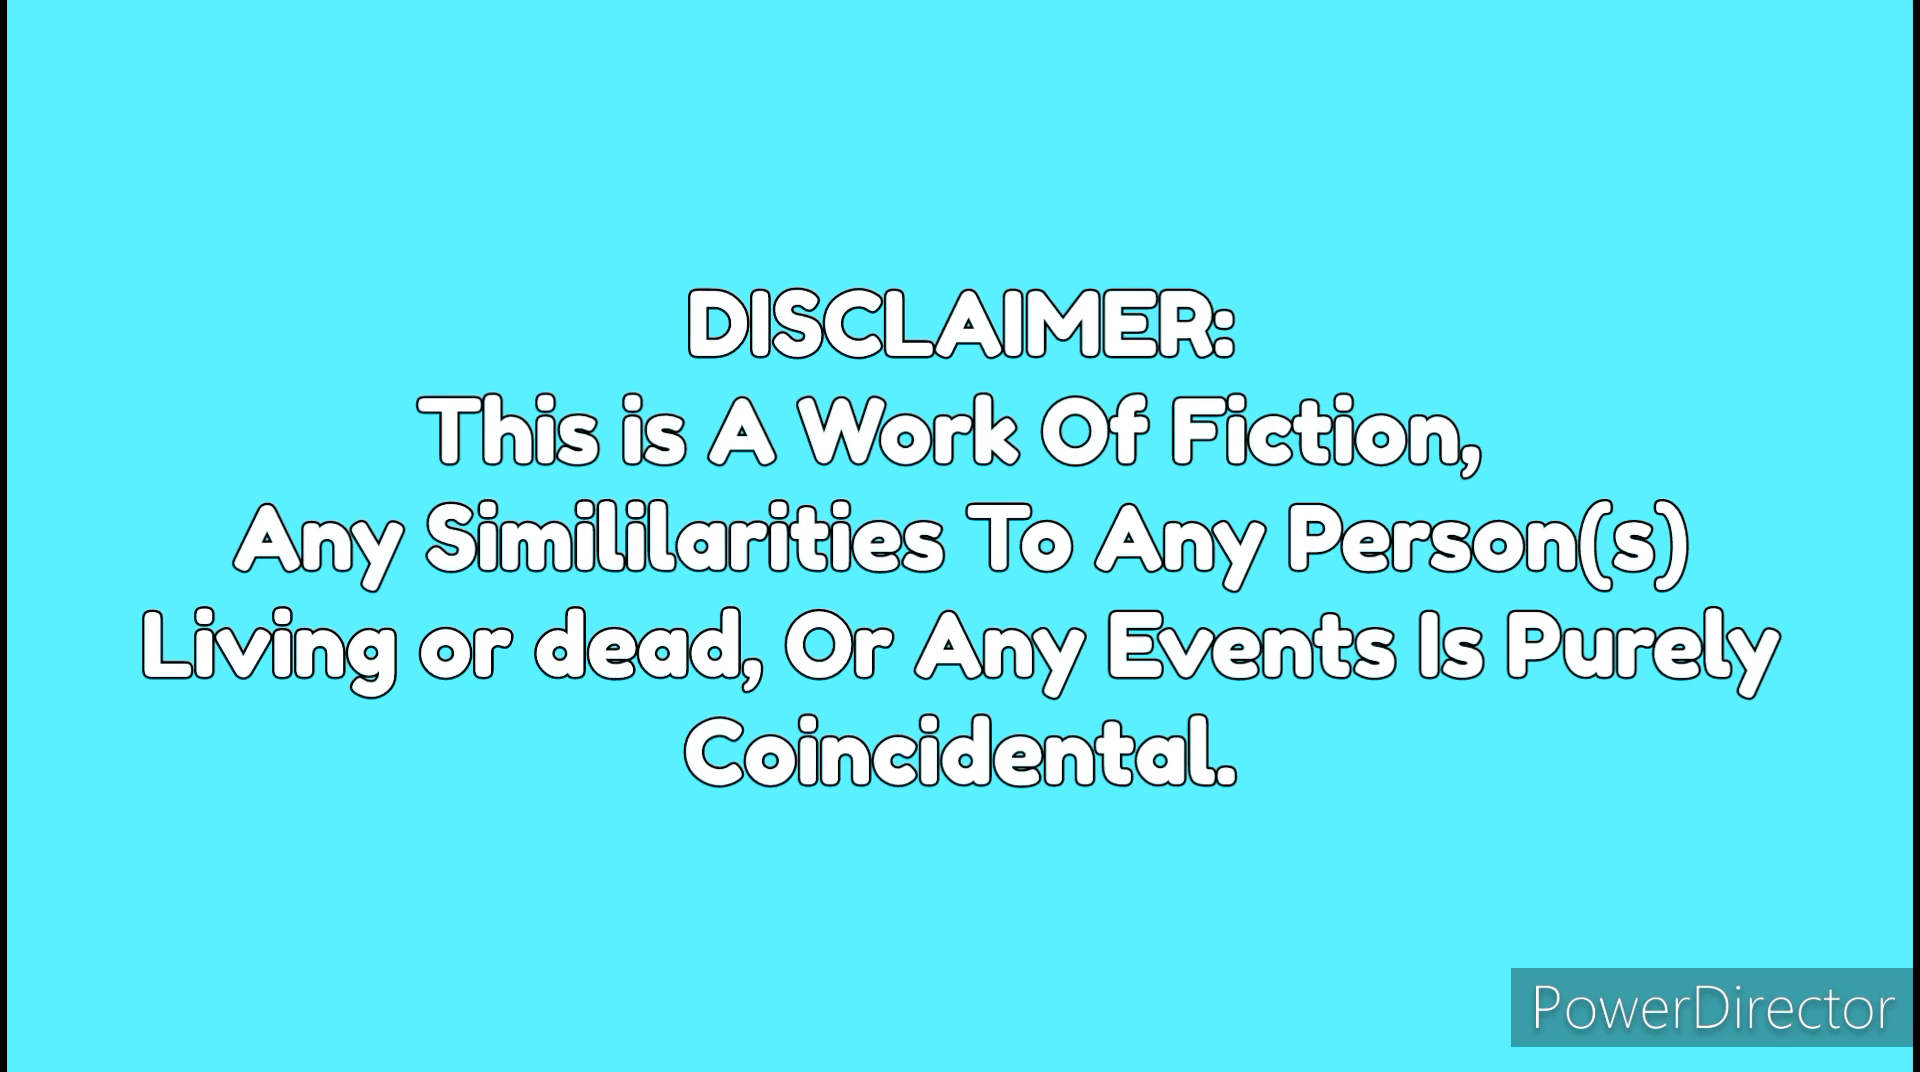 DISCLAIMER:
This is A Work Of Fiction,
Any Simililarities To Any Person(s)
Living or dead, Or Any Events Is Purely
Coincidental.
PowerDirector